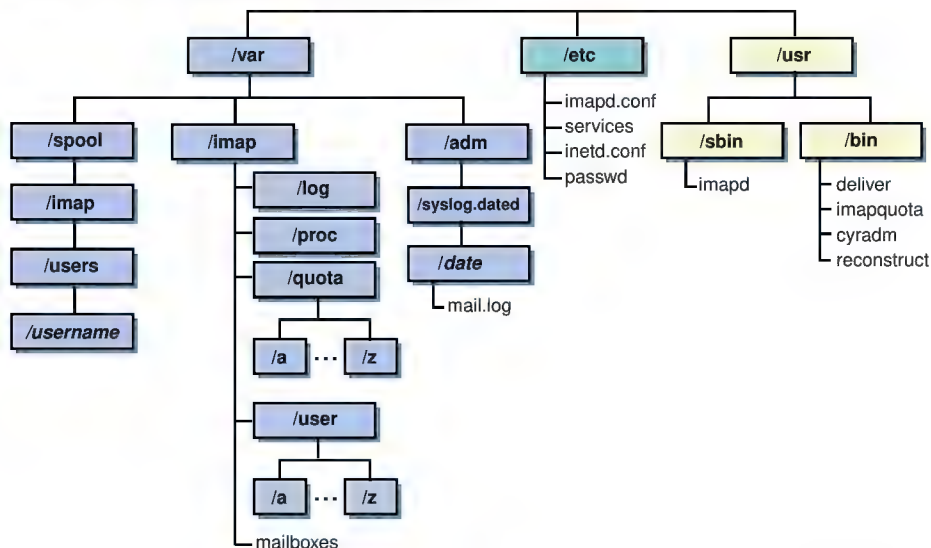 /var
/etc
/usr
/spool
/imap
/adm
imapd.conf
services
inetd.conf
passwd
/sbin
/bin
imapd
deliver
imapquota
cyradm
reconstruct
/imap
/users
/username
/log
/proc
/quota
/a ... /z
/syslog.dated
/date
mail.log
/user
/a ... /z
mailboxes